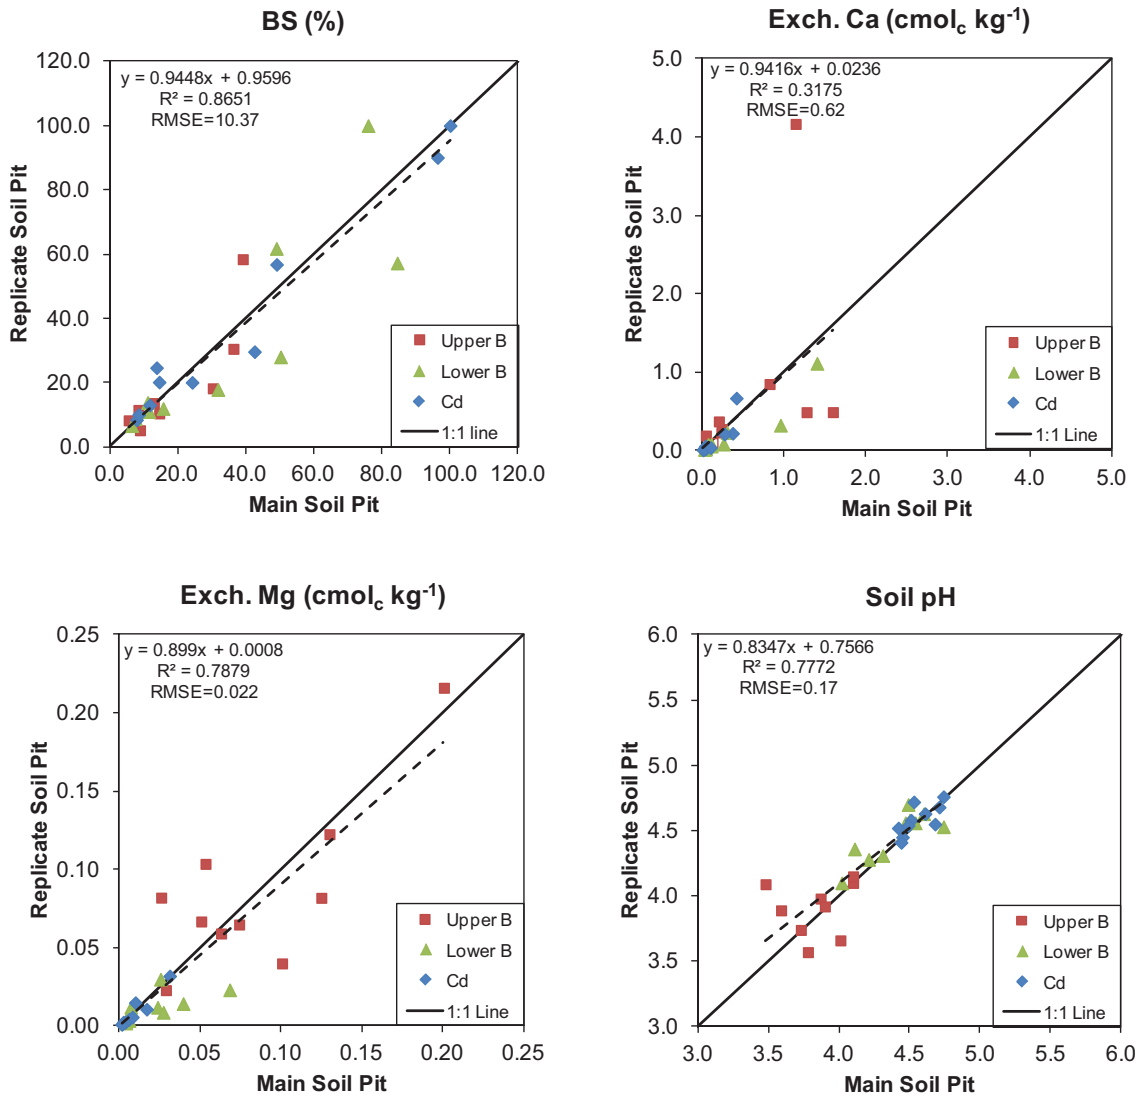 BS (%)
y = 0.9448x + 0.9596
R² = 0.8651
RMSE=10.37
120.0
100.0
80.0
60.0
40.0
20.0
0.0
Replicate Soil Pit
Upper B
Lower B
Cd
1:1 line
0.0 20.0 40.0 60.0 80.0 100.0 120.0
Main Soil Pit
Exch. Ca (cmolc kg-1)
y = 0.9416x + 0.0236
R² = 0.3175
RMSE=0.62
5.0
4.0
3.0
2.0
1.0
0.0
Replicate Soil Pit
Upper B
Lower B
Cd
1:1 Line
0.0 1.0 2.0 3.0 4.0 5.0
Main Soil Pit
Exch. Mg (cmolc kg-1)
y = 0.899x + 0.0008
R² = 0.7879
RMSE=0.022
0.25
0.20
0.15
0.10
0.05
0.00
Replicate Soil Pit
Upper B
Lower B
Cd
1:1 Line
0.00 0.05 0.10 0.15 0.20 0.25
Main Soil Pit
Soil pH
y = 0.8347x + 0.7566
R² = 0.7772
RMSE=0.17
6.0
5.5
5.0
4.5
4.0
3.5
3.0
Replicate Soil Pit
Upper B
Lower B
Cd
1:1 Line
3.0 3.5 4.0 4.5 5.0 5.5 6.0
Main Soil Pit